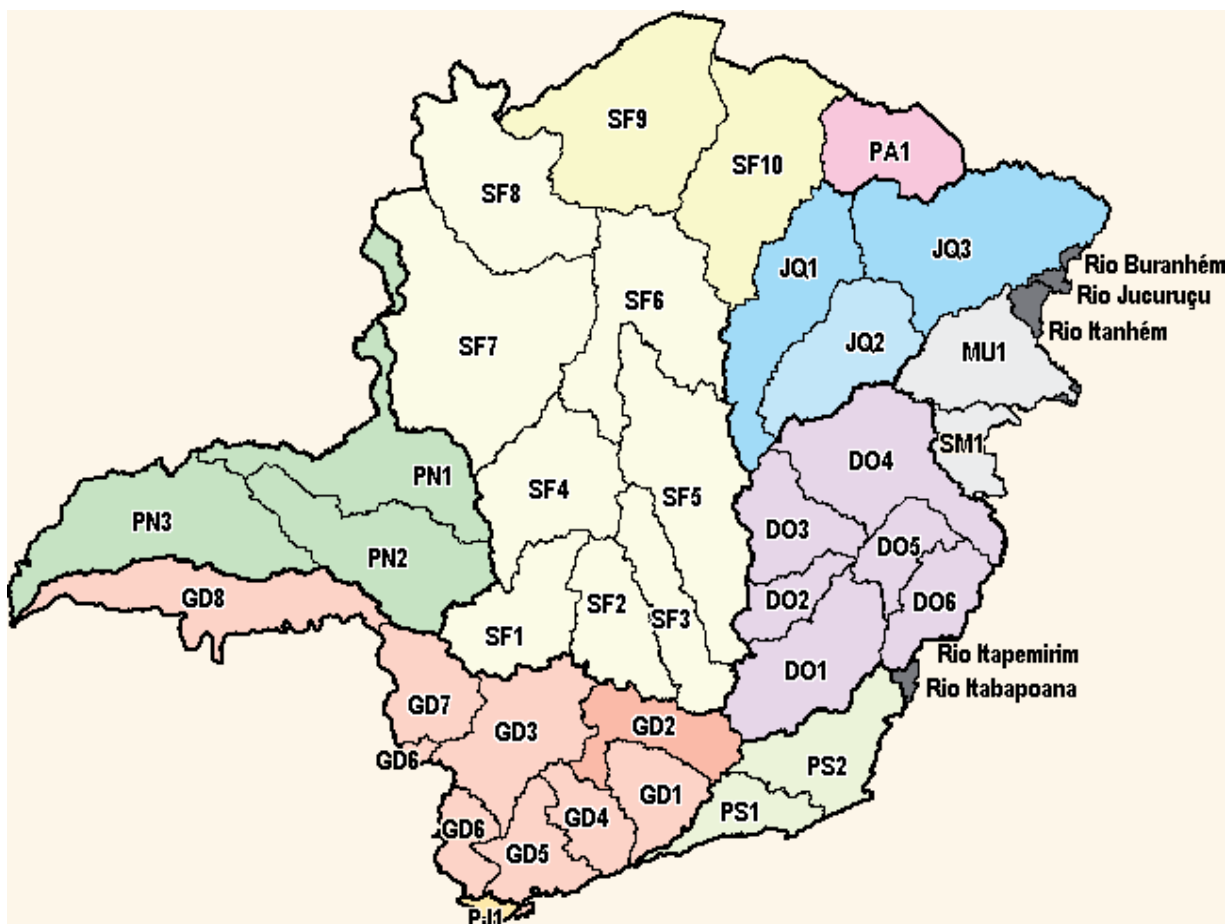 SF9
SF10
PA1
SF8
JQ3
JQ1
Rio Buranhém
Rio Jucuruçu
Rio Itanhém
SF6
SF7
JQ2
MU1
SM1
DO4
PN1
SF4
SF5
PN3
DO3
DO5
PN2
GD8
DO2
DO6
SF2
SF3
SF1
Rio Itapemirim
DO1
Rio Itabapoana
GD7
GD3
GD2
GD6
PS2
GD1
PS1
GD4
GD6
GD5
PJ1